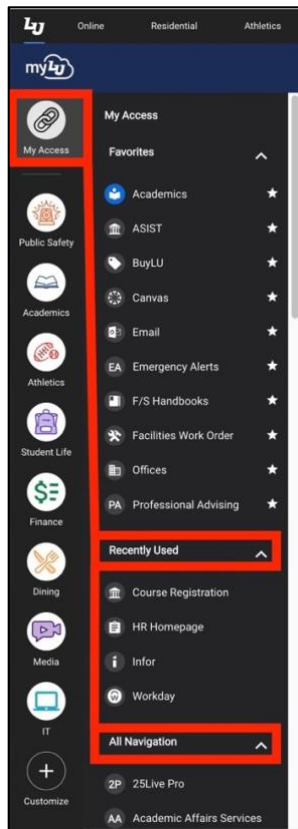 LU
Online Residential Athletics
myLU
My Access
Public Safety
Academics
Athletics
Student Life
Finance
Dining
Media
IT
Customize
My Access
Favorites
Academics
ASIST
BuyLU
Canvas
Email
EA Emergency Alerts
F/S Handbooks
Facilities Work Order
Offices
PA Professional Advising
Recently Used
Course Registration
HR Homepage
i Infor
Workday
All Navigation
2P 25Live Pro
AA Academic Affairs Services